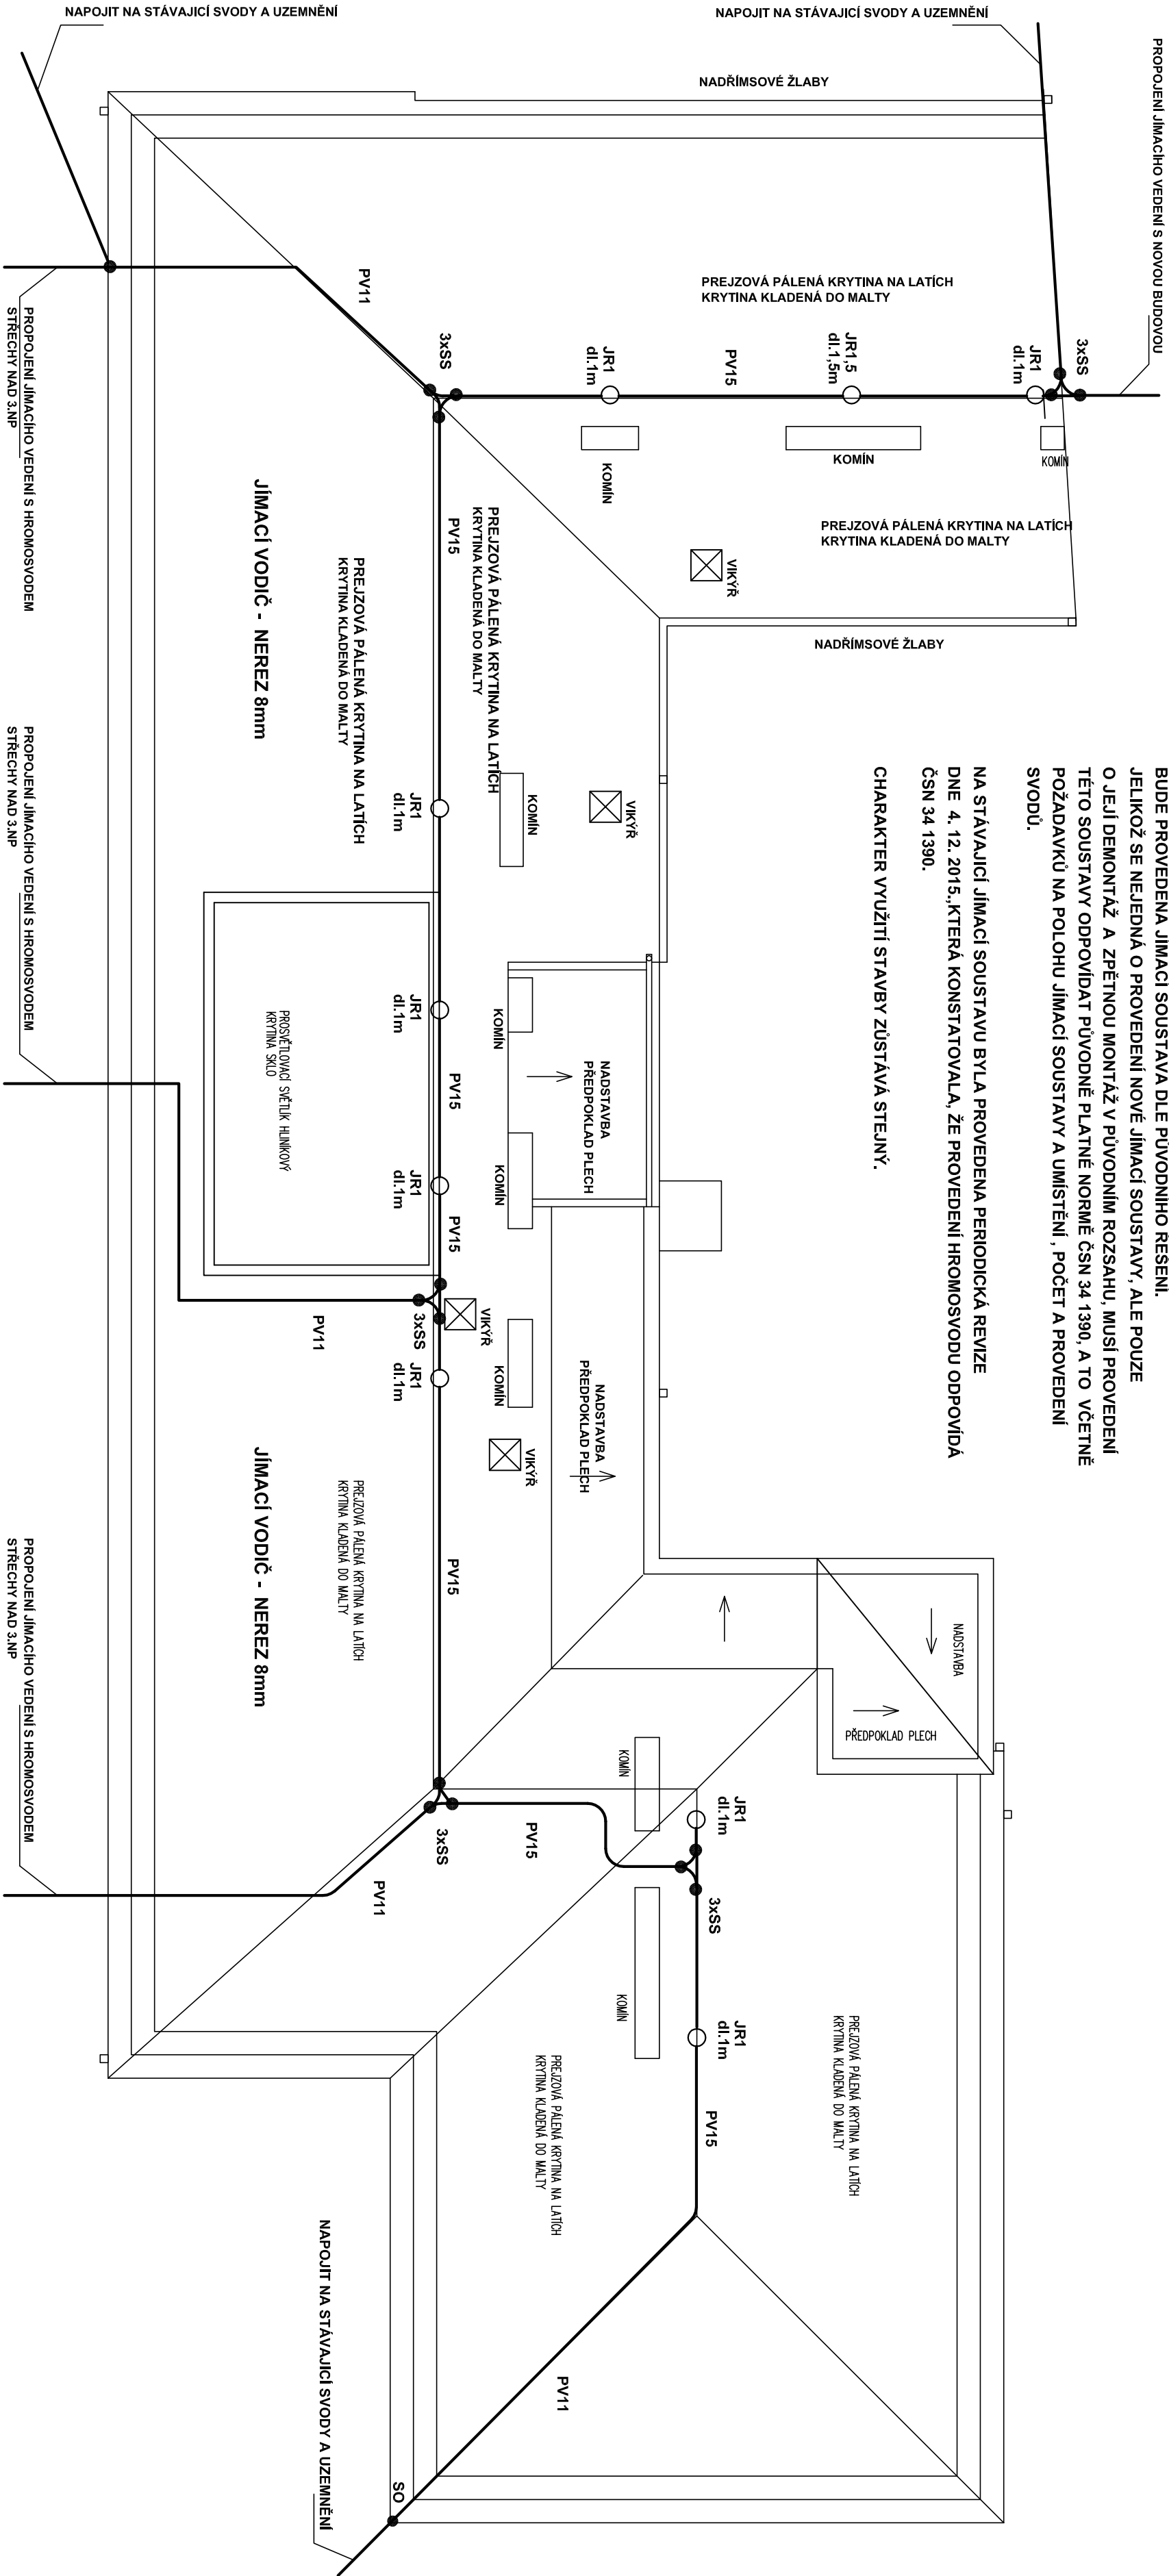 NAPOJIT NA STÁVAJICÍ SVODY A UZEMNĚNÍ
NAPOJIT NA STÁVAJICÍ SVODY A UZEMNĚNÍ
PROPOJENÍ JÍMACÍHO VEDENÍ S NOVOU BUDOVOU
NADŘÍMSOVÉ ŽLABY
PREJZOVÁ PÁLENÁ KRYTINA NA LATÍCH
KRYTINA KLADENÁ DO MALTY
PV11
3xSS
JR1
dl.1m
PV15
JR1,5
dl.1,5m
JR1
dl.1m
3xSS
KOMÍN
KOMÍN
KOMÍN
PREJZOVÁ PÁLENÁ KRYTINA NA LATÍCH
KRYTINA KLADENÁ DO MALTY
VIKÝŘ
NADŘÍMSOVÉ ŽLABY
BUDE PROVEDENA JÍMACÍ SOUSTAVA DLE PŮVODNÍHO ŘEŠENÍ.
JELIKOŽ SE NEJEDNÁ O PROVEDENÍ NOVÉ JÍMACÍ SOUSTAVY, ALE POUZE
O JEJÍ DEMONTÁŽ A ZPĚTNOU MONTÁŽ V PŮVODNÍM ROZSAHU, MUSÍ PROVEDENÍ
TÉTO SOUSTAVY ODPOVÍDAT PŮVODNĚ PLATNÉ NORMĚ ČSN 34 1390, A TO VČETNĚ
POŽADAVKŮ NA POLOHU JÍMACÍ SOUSTAVY A UMÍSTĚNÍ , POČET A PROVEDENÍ
SVODŮ.
NA STÁVAJICÍ JÍMACÍ SOUSTAVU BYLA PROVEDENA PERIODICKÁ REVIZE
DNE 4. 12. 2015.,KTERÁ KONSTATOVALA, ŽE PROVEDENÍ HROMOSVODU ODPOVÍDÁ
ČSN 34 1390.
CHARAKTER VYUŽITÍ STAVBY ZŮSTÁVÁ STEJNÝ.
PROPOJENÍ JÍMACÍHO VEDENÍ S HROMOSVODEM
STŘECHY NAD 3.NP
JÍMACÍ VODIČ - NEREZ 8mm
PREJZOVÁ PÁLENÁ KRYTINA NA LATÍCH
KRYTINA KLADENÁ DO MALTY
PV15
PREJZOVÁ PÁLENÁ KRYTINA NA LATÍCH
KRYTINA KLADENÁ DO MALTY
JR1
dl.1m
KOMÍN
VIKÝŘ
PROPOJENÍ JÍMACÍHO VEDENÍ S HROMOSVODEM
STŘECHY NAD 3.NP
PROSVĚTLOVACÍ SVĚTLÍK HLINÍKOVÝ
KRYTINA SKLO
JR1
dl.1m
PV15
JR1
dl.1m
PV15
KOMÍN
KOMÍN
NADSTAVBA
PŘEDPOKLAD PLECH
PV11
3xSS
VIKÝŘ
JR1
dl.1m
KOMÍN
VIKÝŘ
NADSTAVBA
PŘEDPOKLAD PLECH
JÍMACÍ VODIČ - NEREZ 8mm
PREJZOVÁ PÁLENÁ KRYTINA NA LATÍCH
KRYTINA KLADENÁ DO MALTY
PV15
NADSTAVBA
PŘEDPOKLAD PLECH
PROPOJENÍ JÍMACÍHO VEDENÍ S HROMOSVODEM
STŘECHY NAD 3.NP
PV11
3xSS
PV15
KOMÍN
JR1
dl.1m
3xSS
KOMÍN
JR1
dl.1m
PV15
PREJZOVÁ PÁLENÁ KRYTINA NA LATÍCH
KRYTINA KLADENÁ DO MALTY
PREJZOVÁ PÁLENÁ KRYTINA NA LATÍCH
KRYTINA KLADENÁ DO MALTY
PV11
NAPOJIT NA STÁVAJICÍ SVODY A UZEMNĚNÍ
SO